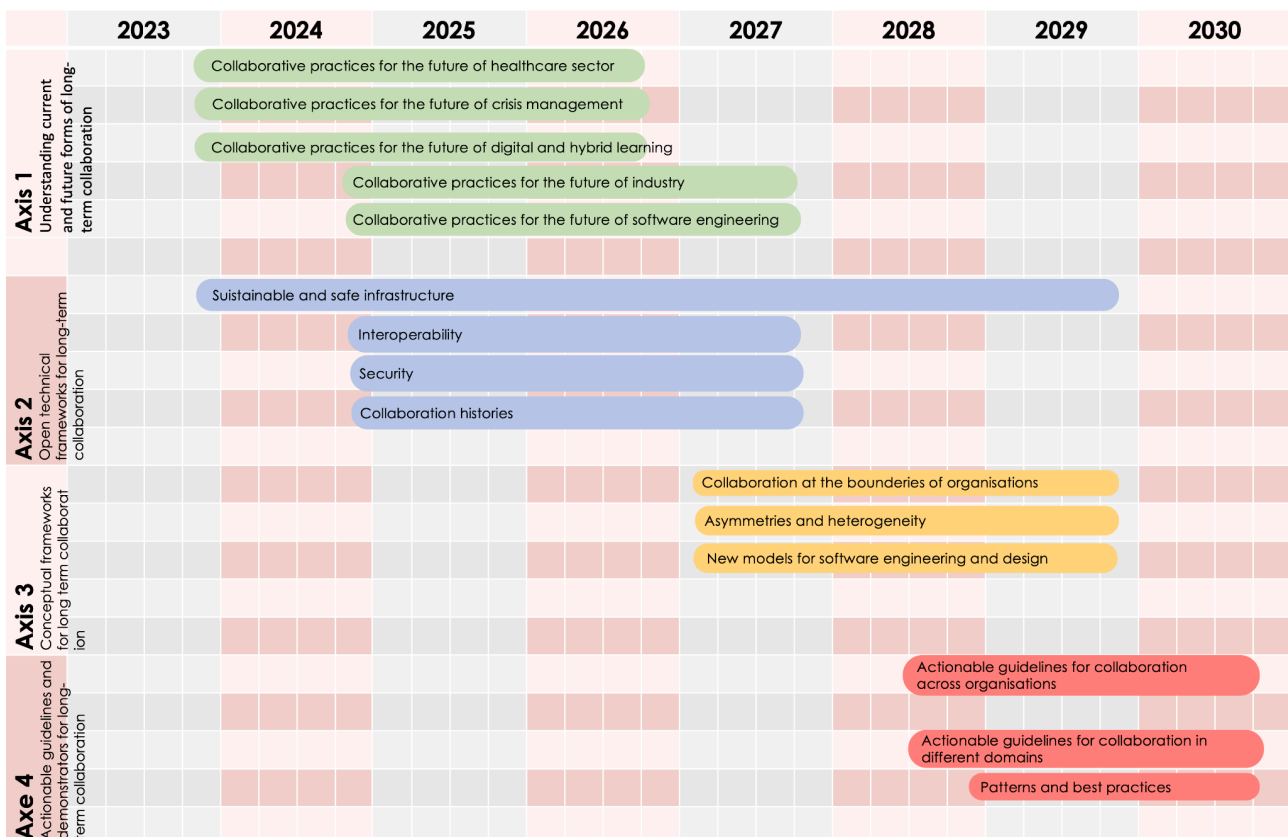 2023 2024 2025 2026 2027 2028 2029 2030
Axis 1
Understanding current
and future forms of long-
term collaboration
Collaborative practices for the future of healthcare sector
Collaborative practices for the future of crisis management
Collaborative practices for the future of digital and hybrid learning
Collaborative practices for the future of industry
Collaborative practices for the future of software engineering
Axis 2
Open technical
frameworks for long-term
collaboration
Suistainable and safe infrastructure
Interoperability
Security
Collaboration histories
Axis 3
Conceptual frameworks
for long term collaborat
ion
Collaboration at the bounderies of organisations
Asymmetries and heterogeneity
New models for software engineering and design
Axe 4
Actionable guidelines and
demonstrators for long-
term collaboration
Actionable guidelines for collaboration
across organisations
Actionable guidelines for collaboration in
different domains
Patterns and best practices